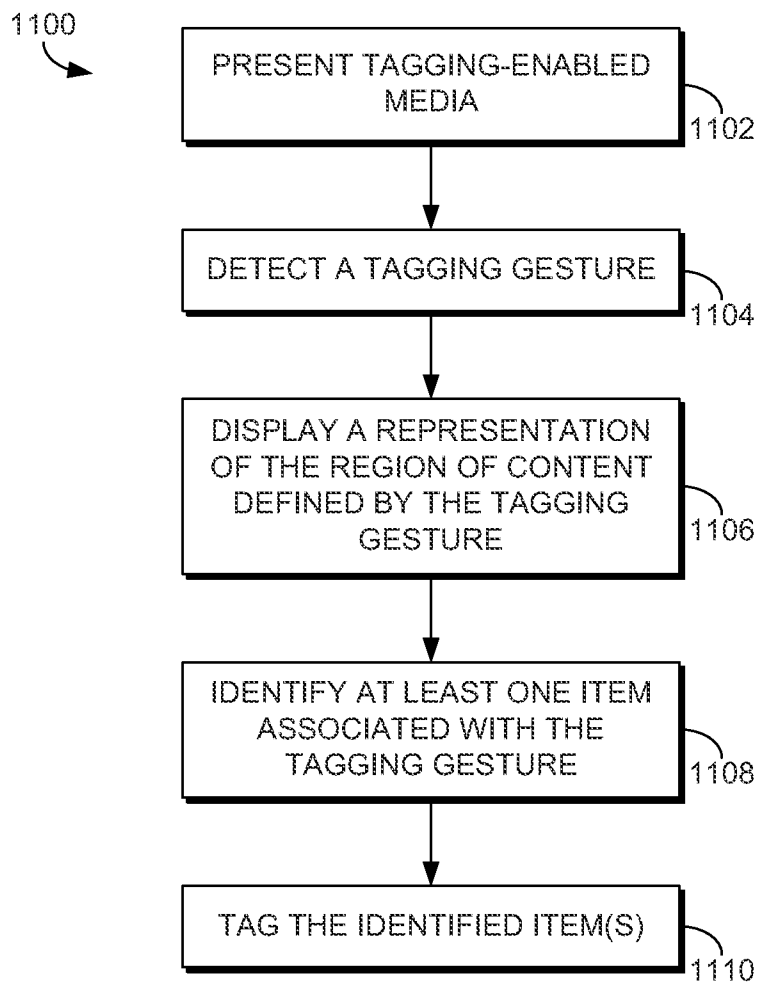 1100
PRESENT TAGGING-ENABLED
MEDIA
1102
DETECT A TAGGING GESTURE
1104
DISPLAY A REPRESENTATION
OF THE REGION OF CONTENT
DEFINED BY THE TAGGING
GESTURE
1106
IDENTIFY AT LEAST ONE ITEM
ASSOCIATED WITH THE
TAGGING GESTURE
1108
TAG THE IDENTIFIED ITEM(S)
1110